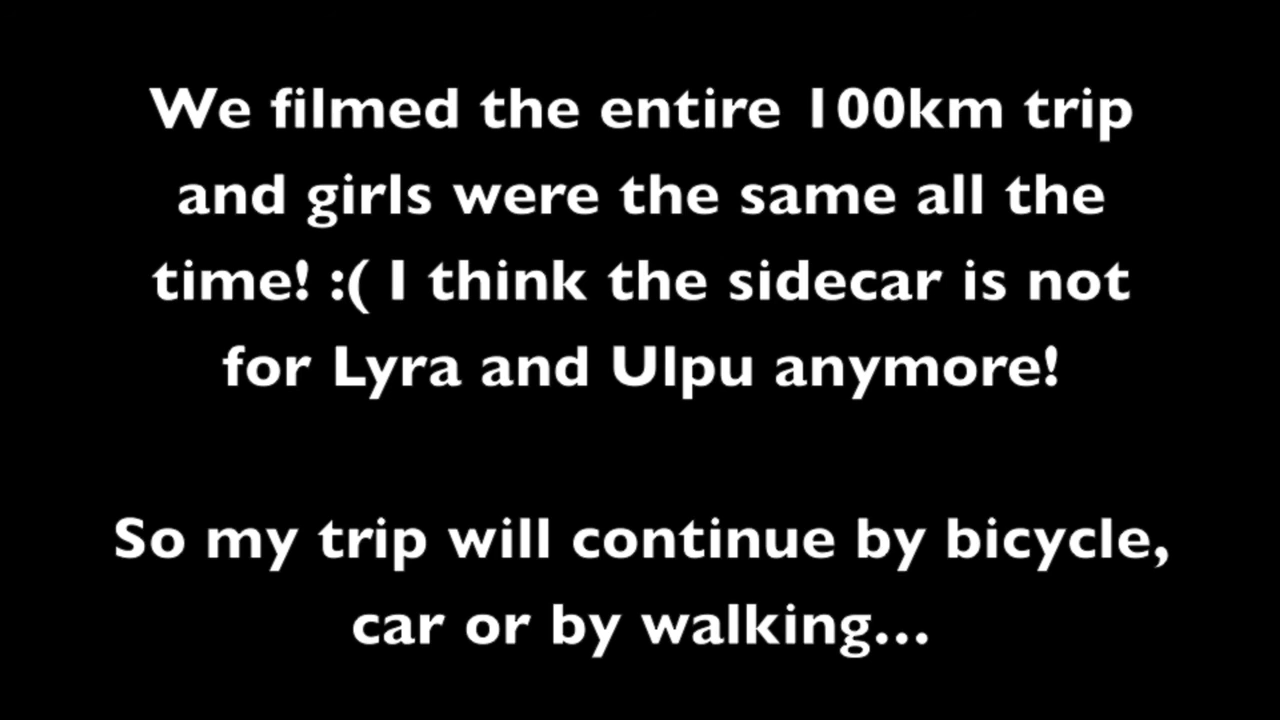 We filmed the entire 100km trip
and girls were the same all the
time! :( I think the sidecar is not
for Lyra and Ulpu anymore!
So my trip will continue by bicycle,
car or by walking...